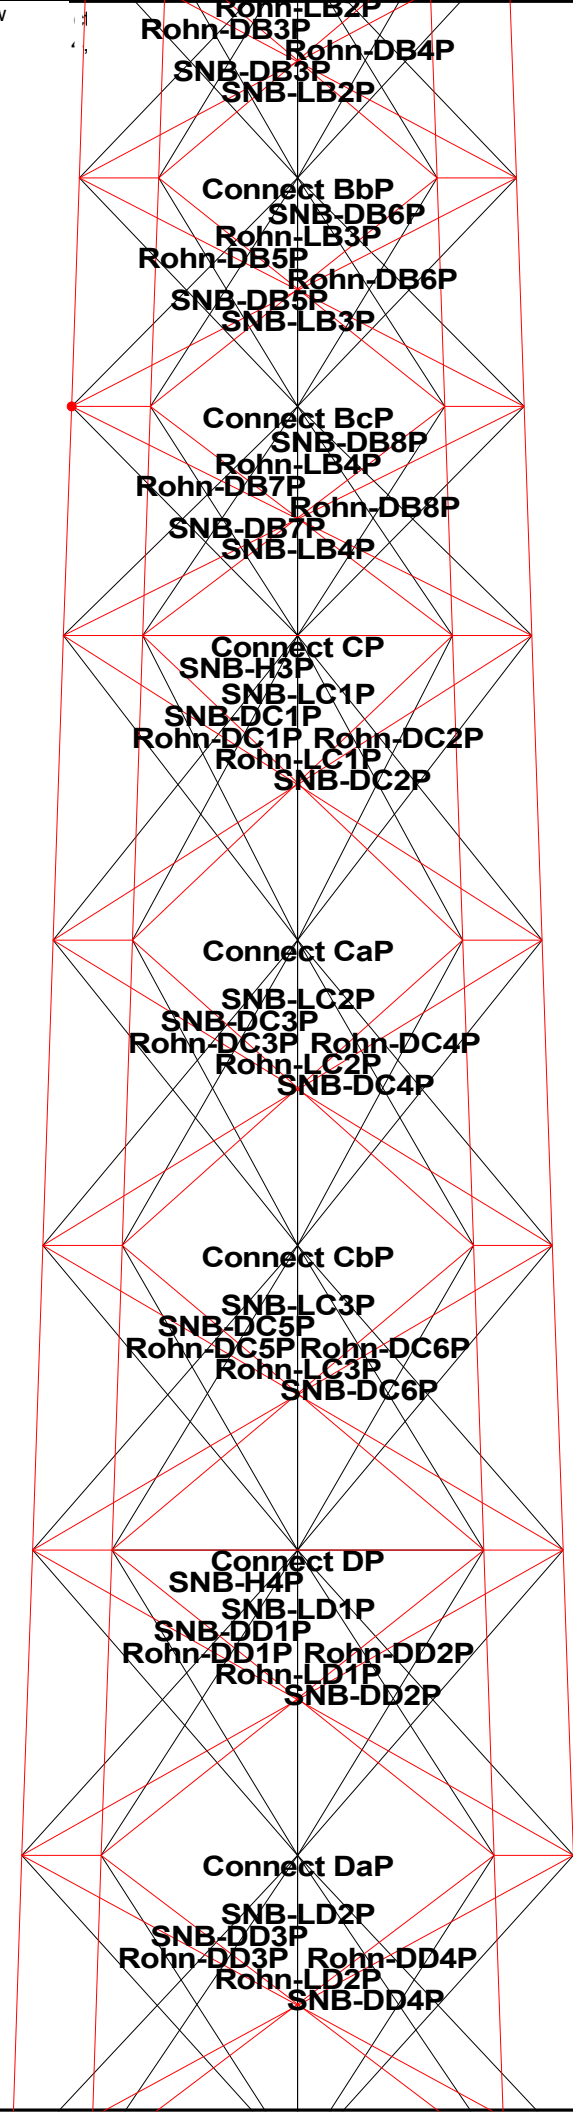 Rohn-LB2P
Rohn-DB3P
Rohn-DB4P
SNB-DB3P
SNB-LB2P
Connect BbP
SNB-DB6P
Rohn-LB3P
Rohn-DB5P
Rohn-DB6P
SNB-DB5P
SNB-LB3P
Connect BcP
SNB-DB8P
Rohn-LB4P
Rohn-DB7P
Rohn-DB8P
SNB-DB7P
SNB-LB4P
Connect CP
SNB-H3P
SNB-LC1P
SNB-DC1P
Rohn-DC1P Rohn-DC2P
Rohn-LC1P
SNB-DC2P
Connect CaP
SNB-LC2P
SNB-DC3P
Rohn-DC3P Rohn-DC4P
Rohn-LC2P
SNB-DC4P
Connect CbP
SNB-LC3P
SNB-DC5P
Rohn-DC5P Rohn-DC6P
Rohn-LC3P
SNB-DC6P
Connect DP
SNB-H4P
SNB-LD1P
SNB-DD1P
Rohn-DD1P Rohn-DD2P
Rohn-LD1P
SNB-DD2P
Connect DaP
SNB-LD2P
SNB-DD3P
Rohn-DD3P Rohn-DD4P
Rohn-LD2P
SNB-DD4P